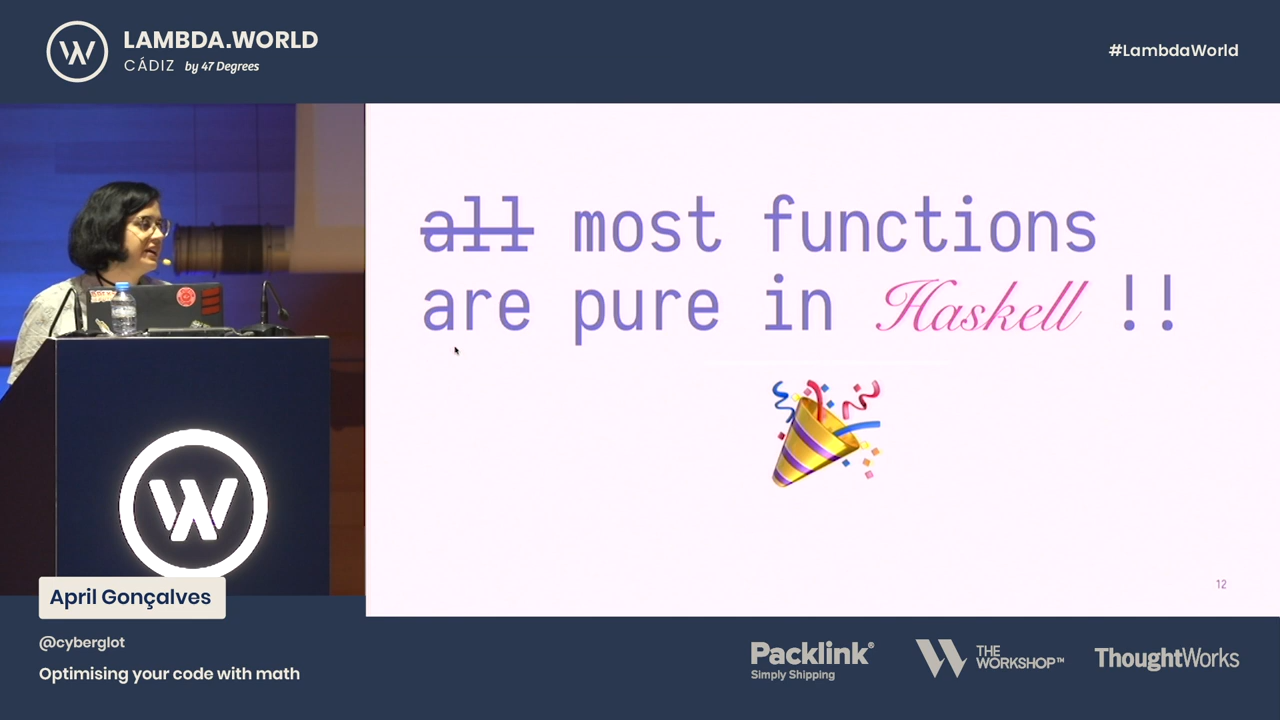 LAMBDA.WORLD
CÁDIZ by 47 Degrees
#LambdaWorld
all most functions
are pure in Haskell !!
12
April Gonçalves
@cyberglot
Optimising your code with math
Packlink®
Simply Shipping
THE
WORKSHOP™
ThoughtWorks